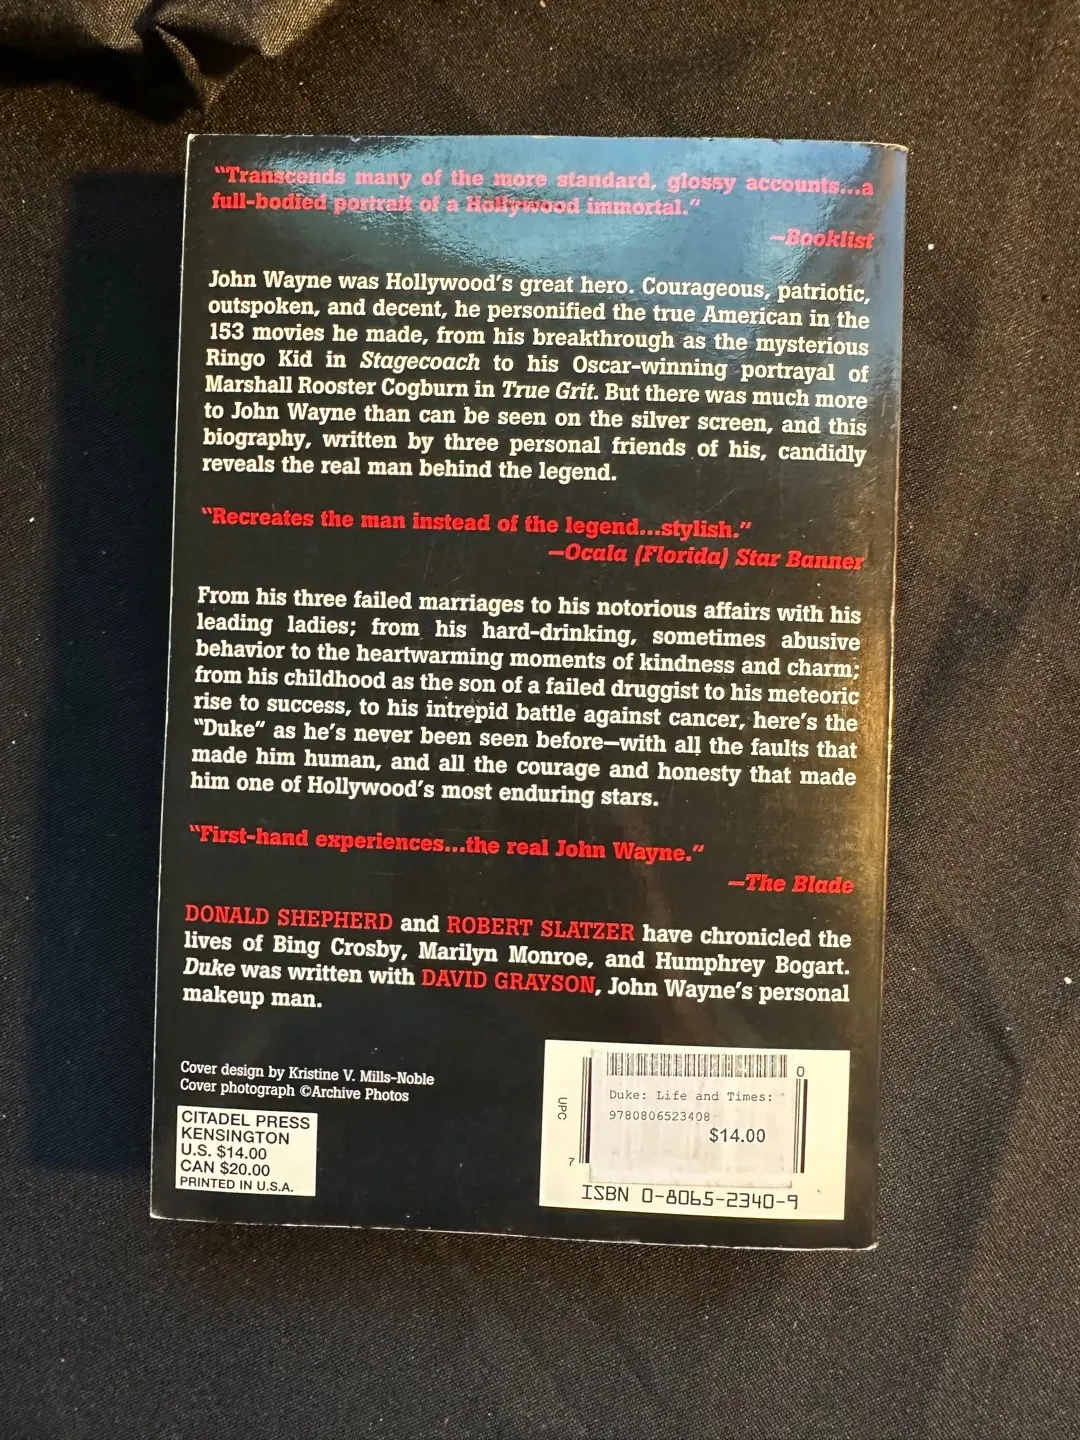 "Transcends many of the more standard, glossy accounts...a
full-bodied portrait of a Hollywood immortal."
—Booklist
John Wayne was Hollywood's great hero. Courageous, patriotic,
outspoken, and decent, he personified the true American in the
153 movies he made, from his breakthrough as the mysterious
Ringo Kid in Stagecoach to his Oscar-winning portrayal of
Marshall Rooster Cogburn in True Grit. But there was much more
to John Wayne than can be seen on the silver screen, and this
biography, written by three personal friends of his, candidly
reveals the real man behind the legend.
"Recreates the man instead of the legend...stylish."
—Ocala (Florida) Star Banner
From his three failed marriages to his notorious affairs with his
leading ladies; from his hard-drinking, sometimes abusive
behavior to the heartwarming moments of kindness and charm;
from his childhood as the son of a failed druggist to his meteoric
rise to success, to his intrepid battle against cancer, here's the
"Duke" as he's never been seen before—with all the faults that
made him human, and all the courage and honesty that made
him one of Hollywood's most enduring stars.
"First-hand experiences...the real John Wayne."
—The Blade
DONALD SHEPHERD and ROBERT SLATZER have chronicled the
lives of Bing Crosby, Marilyn Monroe, and Humphrey Bogart.
Duke was written with DAVID GRAYSON, John Wayne's personal
makeup man.
Cover design by Kristine V. Mills-Noble
Cover photograph ©Archive Photos
CITADEL PRESS
KENSINGTON
U.S. $14.00
CAN $20.00
PRINTED IN U.S.A.
0
Duke: Life and Times:
9780806523408
$14.00
UPC
7
ISBN 0-8065-2340-9